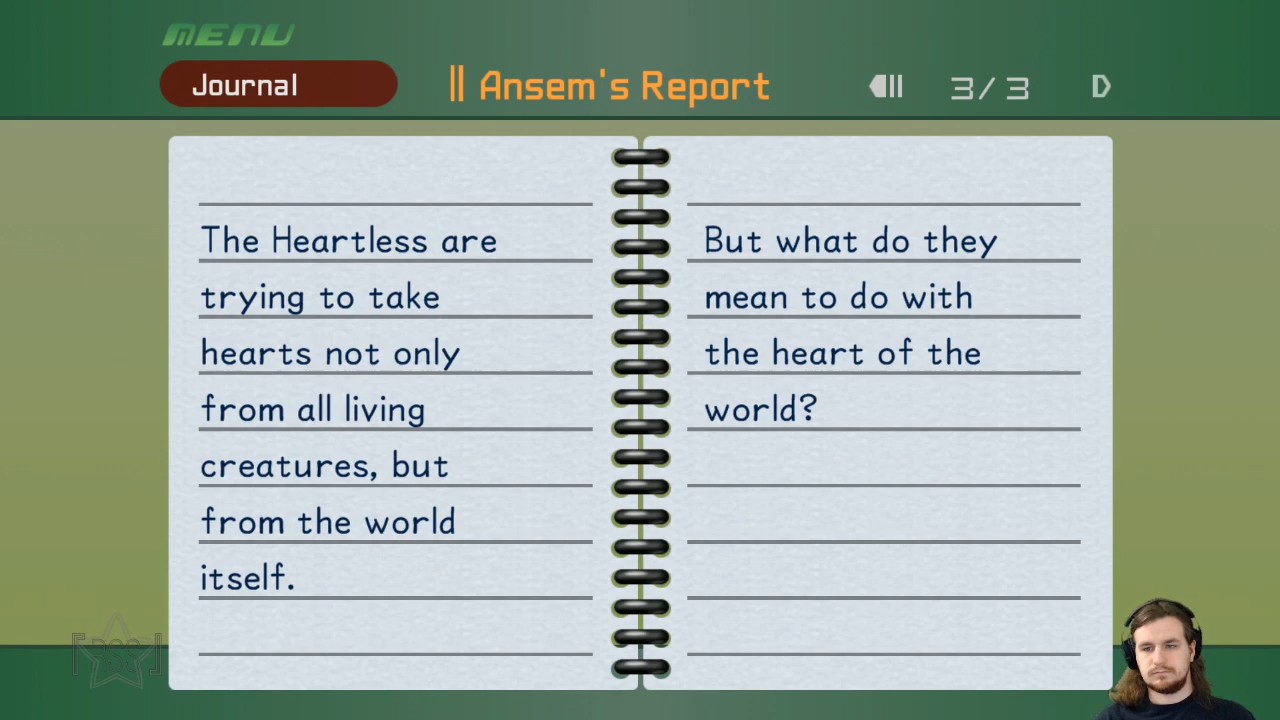 MENU
Journal
Ansem's Report
3/3
The Heartless are
trying to take
hearts not only
from all living
creatures, but
from the world
itself.
But what do they
mean to do with
the heart of the
world?